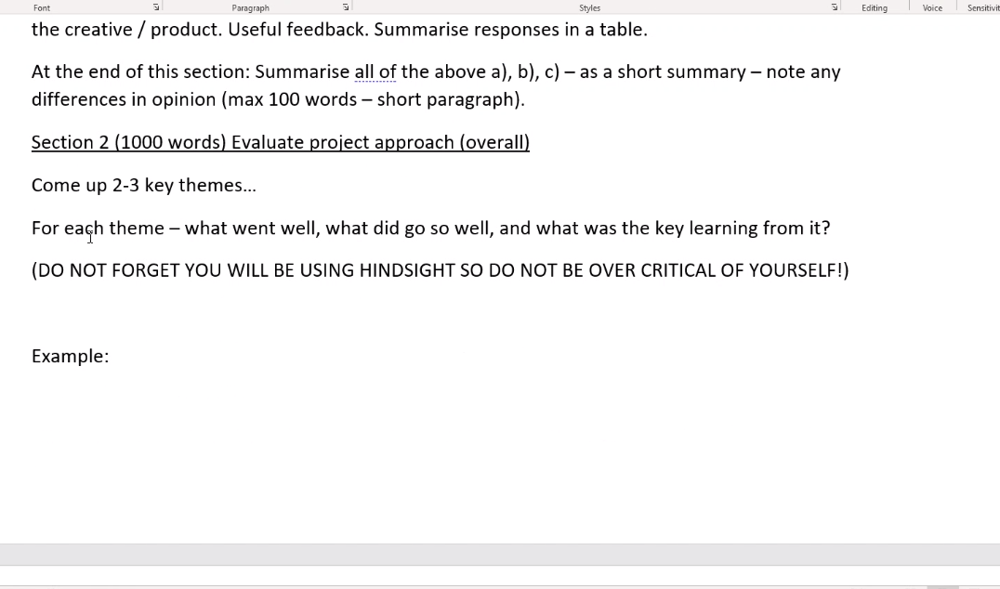 Font Paragraph Styles Editing Voice Sensitivit
the creative / product. Useful feedback. Summarise responses in a table.
At the end of this section: Summarise all of the above a), b), c) – as a short summary – note any
differences in opinion (max 100 words – short paragraph).
Section 2 (1000 words) Evaluate project approach (overall)
Come up 2-3 key themes...
For each theme – what went well, what did go so well, and what was the key learning from it?
(DO NOT FORGET YOU WILL BE USING HINDSIGHT SO DO NOT BE OVER CRITICAL OF YOURSELF!)
Example: